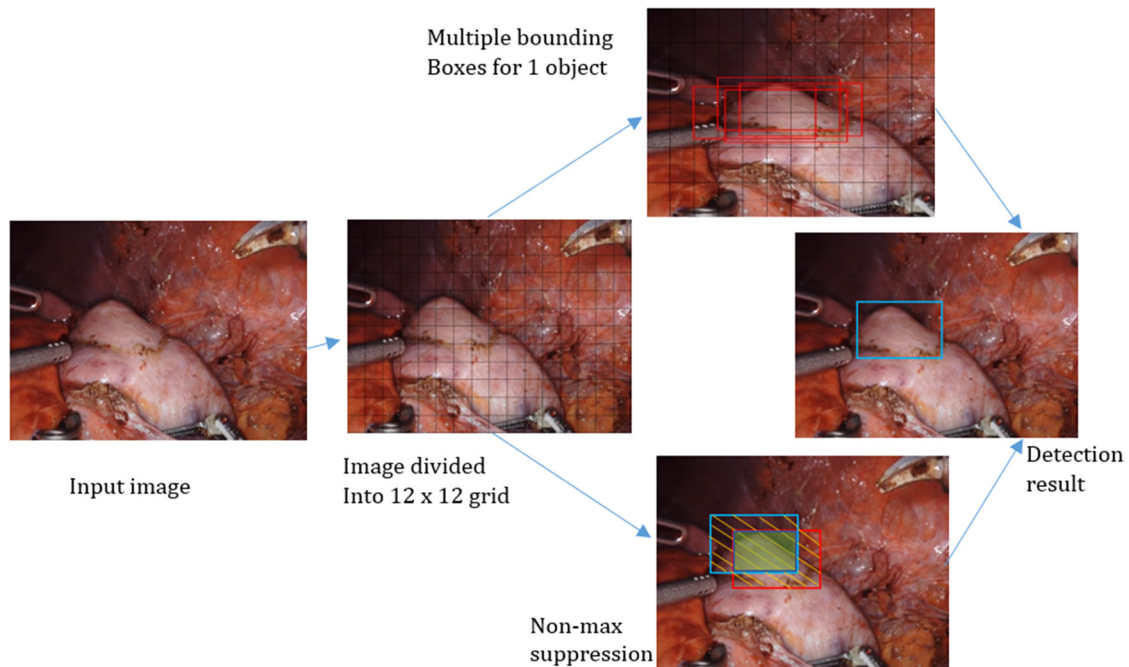 Multiple bounding
Boxes for 1 object
Input image
Image divided
Into 12 x 12 grid
Detection
result
Non-max
suppression